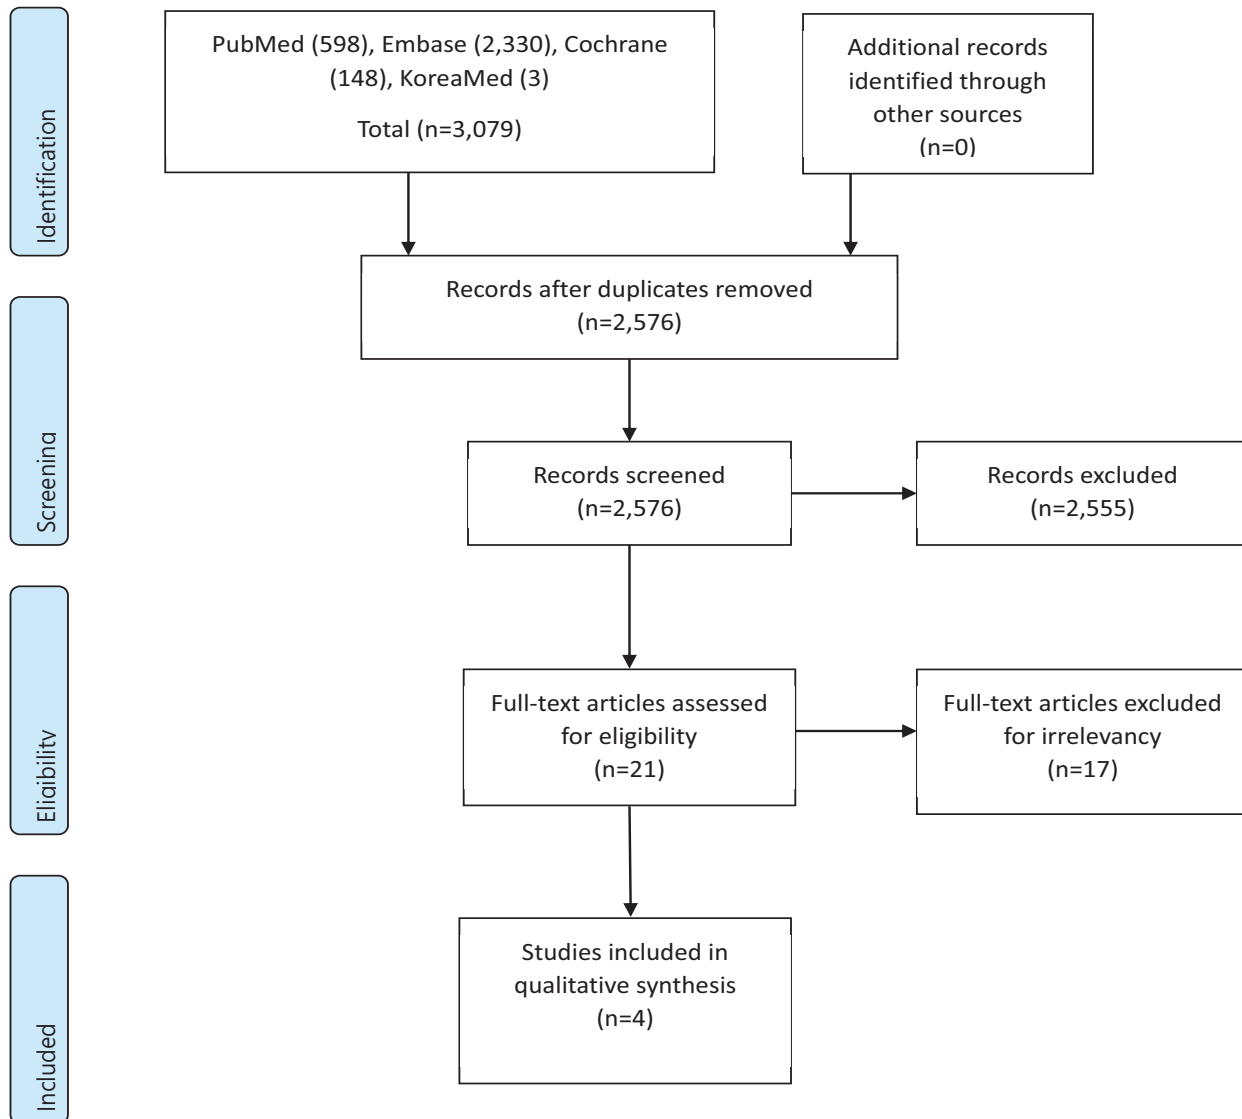 Identification
PubMed (598), Embase (2,330), Cochrane
(148), KoreaMed (3)
Total (n=3,079)
Additional records
identified through
other sources
(n=0)
Records after duplicates removed
(n=2,576)
Screening
Records screened
(n=2,576)
Records excluded
(n=2,555)
Eligibility
Full-text articles assessed
for eligibility
(n=21)
Full-text articles excluded
for irrelevancy
(n=17)
Included
Studies included in
qualitative synthesis
(n=4)